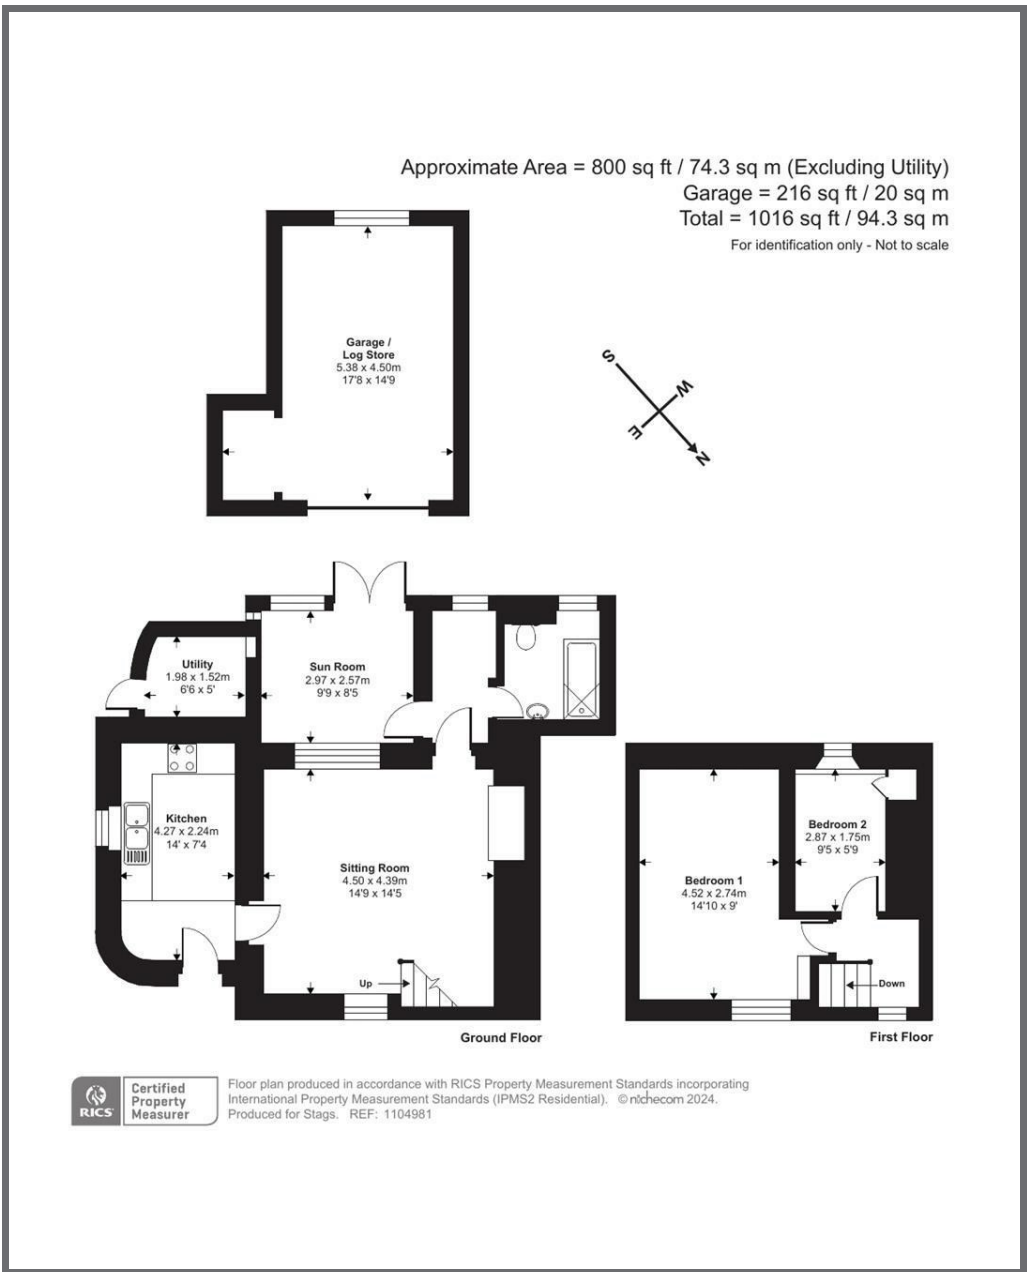 Approximate Area = 800 sq ft / 74.3 sq m (Excluding Utility)
Garage = 216 sq ft / 20 sq m
Total = 1016 sq ft / 94.3 sq m
For identification only - Not to scale
Garage /
Log Store
5.38 x 4.50m
17'8 x 14'9
S
W
E
N
Utility
1.98 x 1.52m
6'6 x 5'
Sun Room
2.97 x 2.57m
9'9 x 8'5
Kitchen
4.27 x 2.24m
14' x 7'4
Sitting Room
4.50 x 4.39m
14'9 x 14'5
Up
Ground Floor
Bedroom 2
2.87 x 1.75m
9'5 x 5'9
Bedroom 1
4.52 x 2.74m
14'10 x 9'
Down
First Floor
RICS
Certified
Property
Measurer
Floor plan produced in accordance with RICS Property Measurement Standards incorporating
International Property Measurement Standards (IPMS2 Residential). © nichecom 2024.
Produced for Stags. REF: 1104981